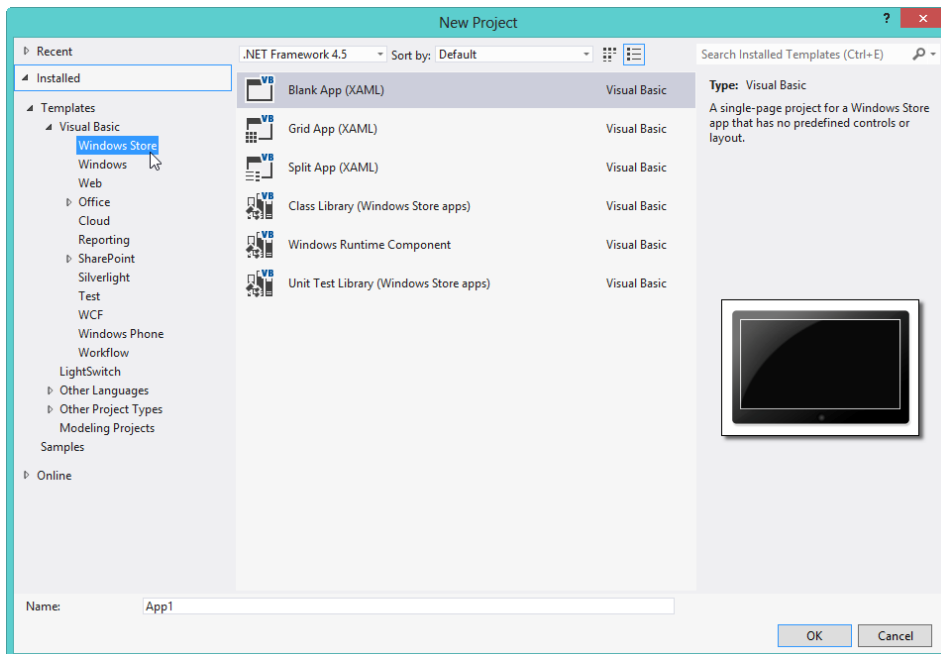 New Project
?
Recent
.NET Framework 4.5
Sort by: Default
Search Installed Templates (Ctrl+E)
Installed
Templates
Visual Basic
Windows Store
Windows
Web
Office
Cloud
Reporting
SharePoint
Silverlight
Test
WCF
Windows Phone
Workflow
LightSwitch
Other Languages
Other Project Types
Modeling Projects
Samples
Online
VB Blank App (XAML) Visual Basic
VB Grid App (XAML) Visual Basic
VB Split App (XAML) Visual Basic
VB Class Library (Windows Store apps) Visual Basic
VB Windows Runtime Component Visual Basic
VB Unit Test Library (Windows Store apps) Visual Basic
Type: Visual Basic
A single-page project for a Windows Store
app that has no predefined controls or
layout.
Name: App1
OK Cancel